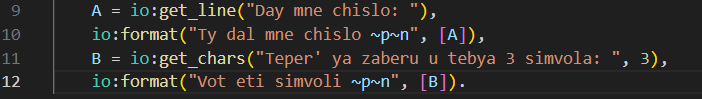 9 A = io:get_line("Day mne chislo: "),
10 io:format("Ty dal mne chislo ~p~n", [A]),
11 B = io:get_chars("Teper' ya zaberu u tebya 3 simvola: ", 3),
12 io:format("Vot eti simvoli ~p~n", [B]).